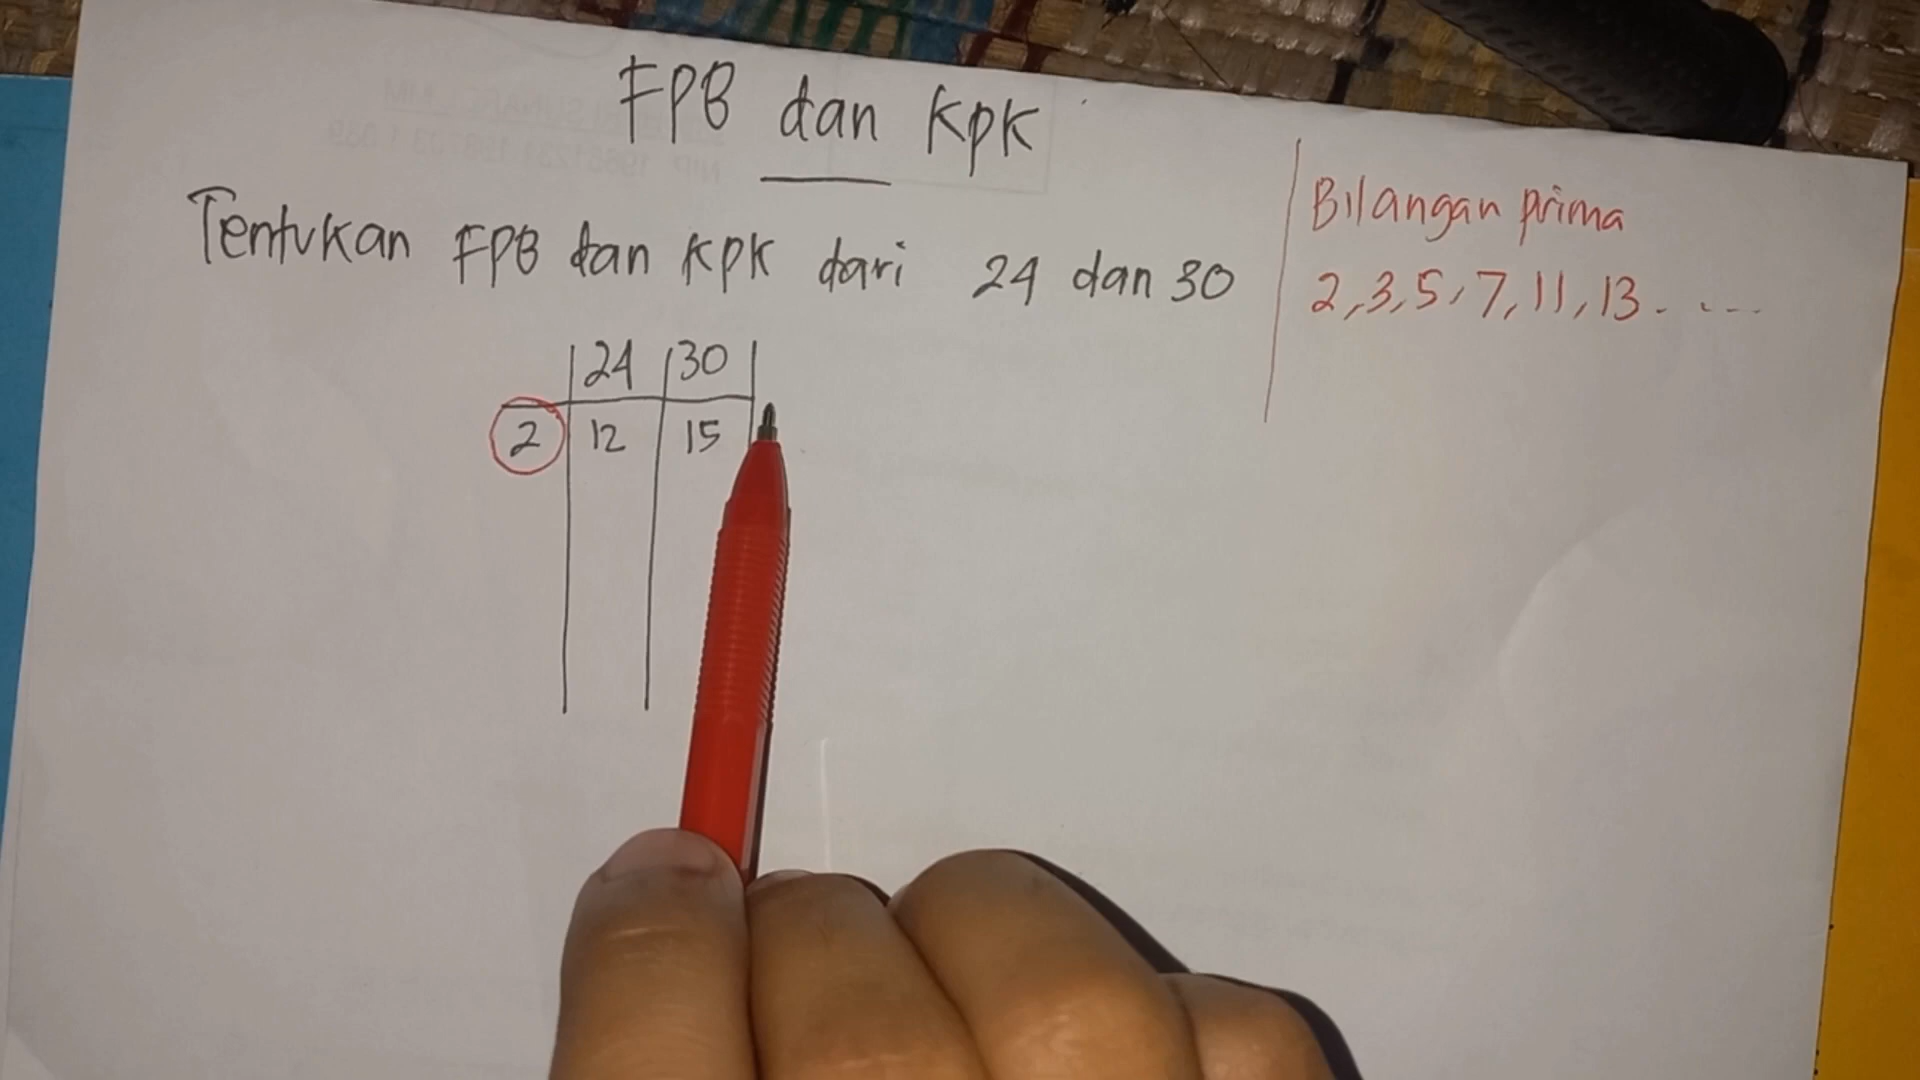 FPB dan KPK
Tentukan FPB dan KPK dari 24 dan 30
Bilangan prima
2, 3, 5, 7, 11, 13 - . ---
24 30
2 12 15